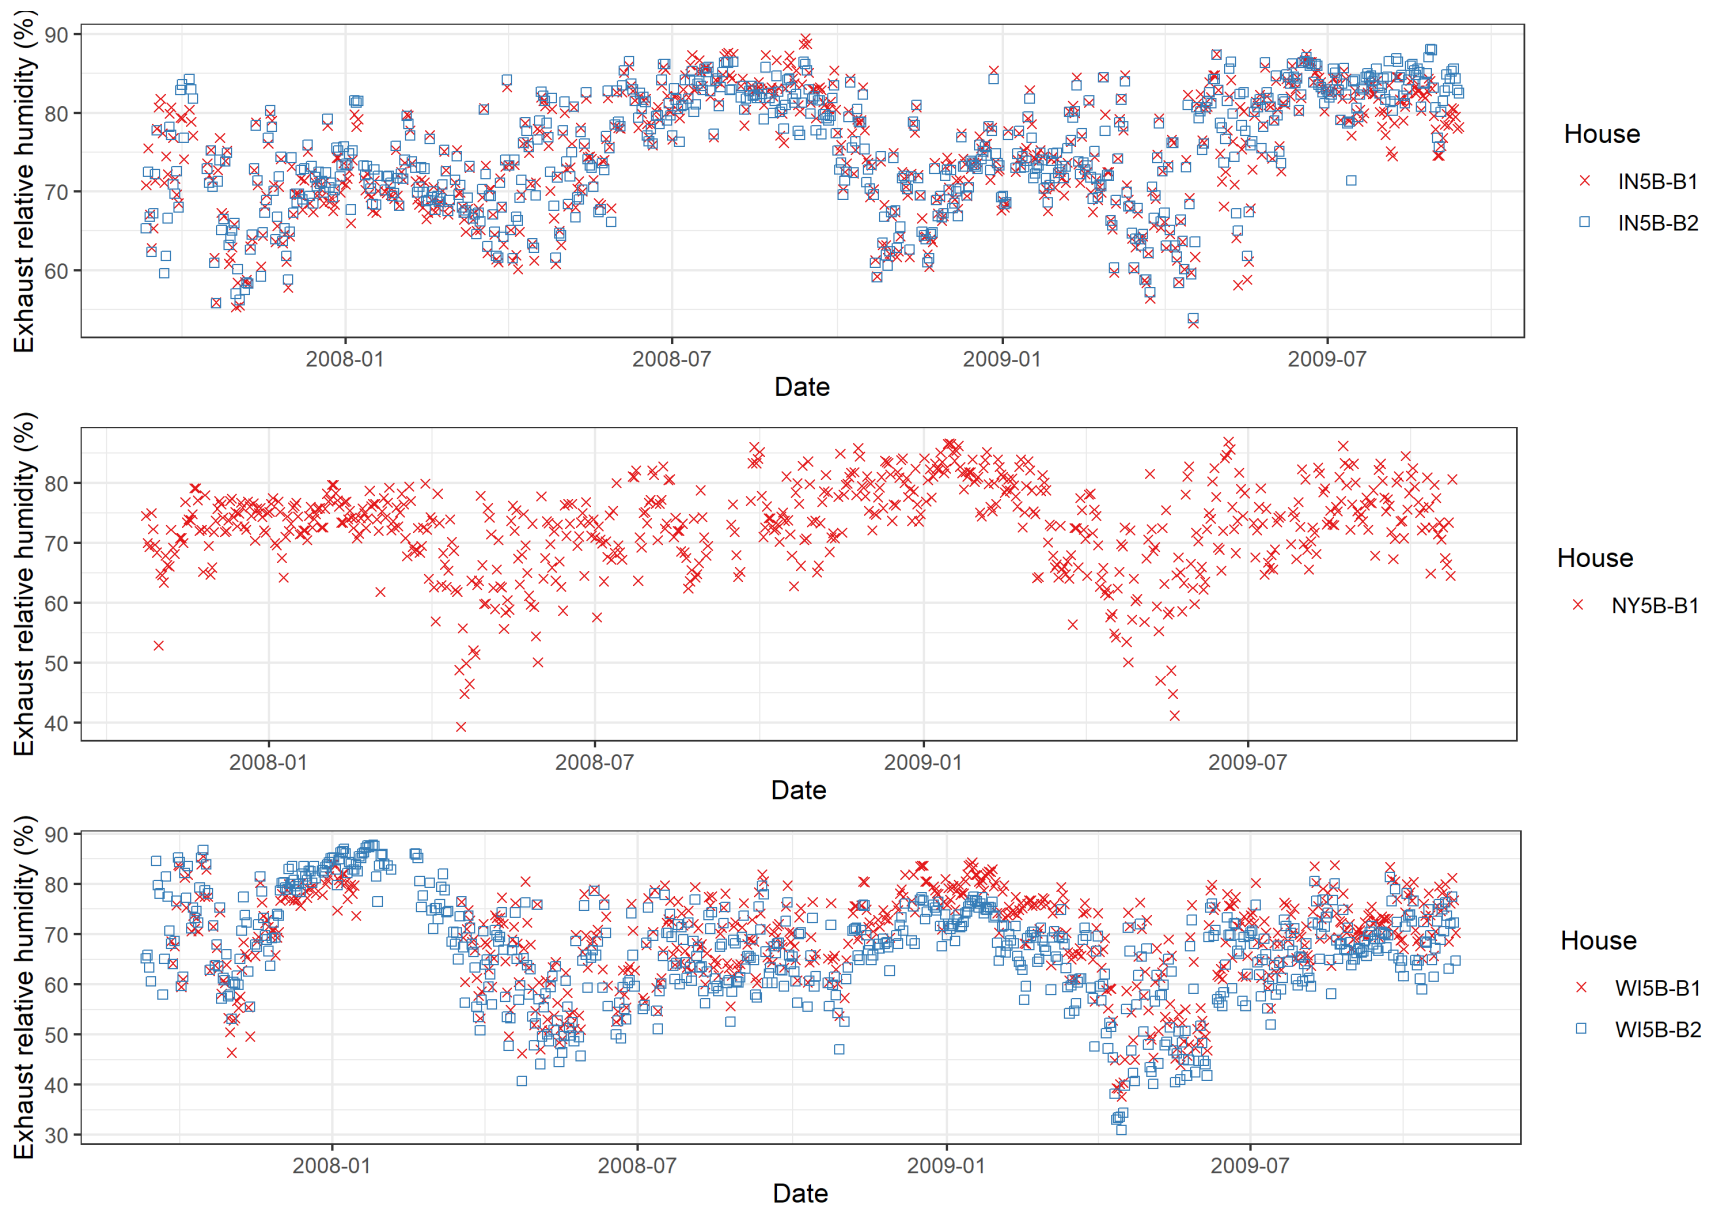 Exhaust relative humidity (%)
90
80
70
60
2008-01
2008-07
2009-01
2009-07
Date
House
IN5B-B1
IN5B-B2
Exhaust relative humidity (%)
80
70
60
50
40
2008-01
2008-07
2009-01
2009-07
Date
House
NY5B-B1
Exhaust relative humidity (%)
90
80
70
60
50
40
30
2008-01
2008-07
2009-01
2009-07
Date
House
WI5B-B1
WI5B-B2